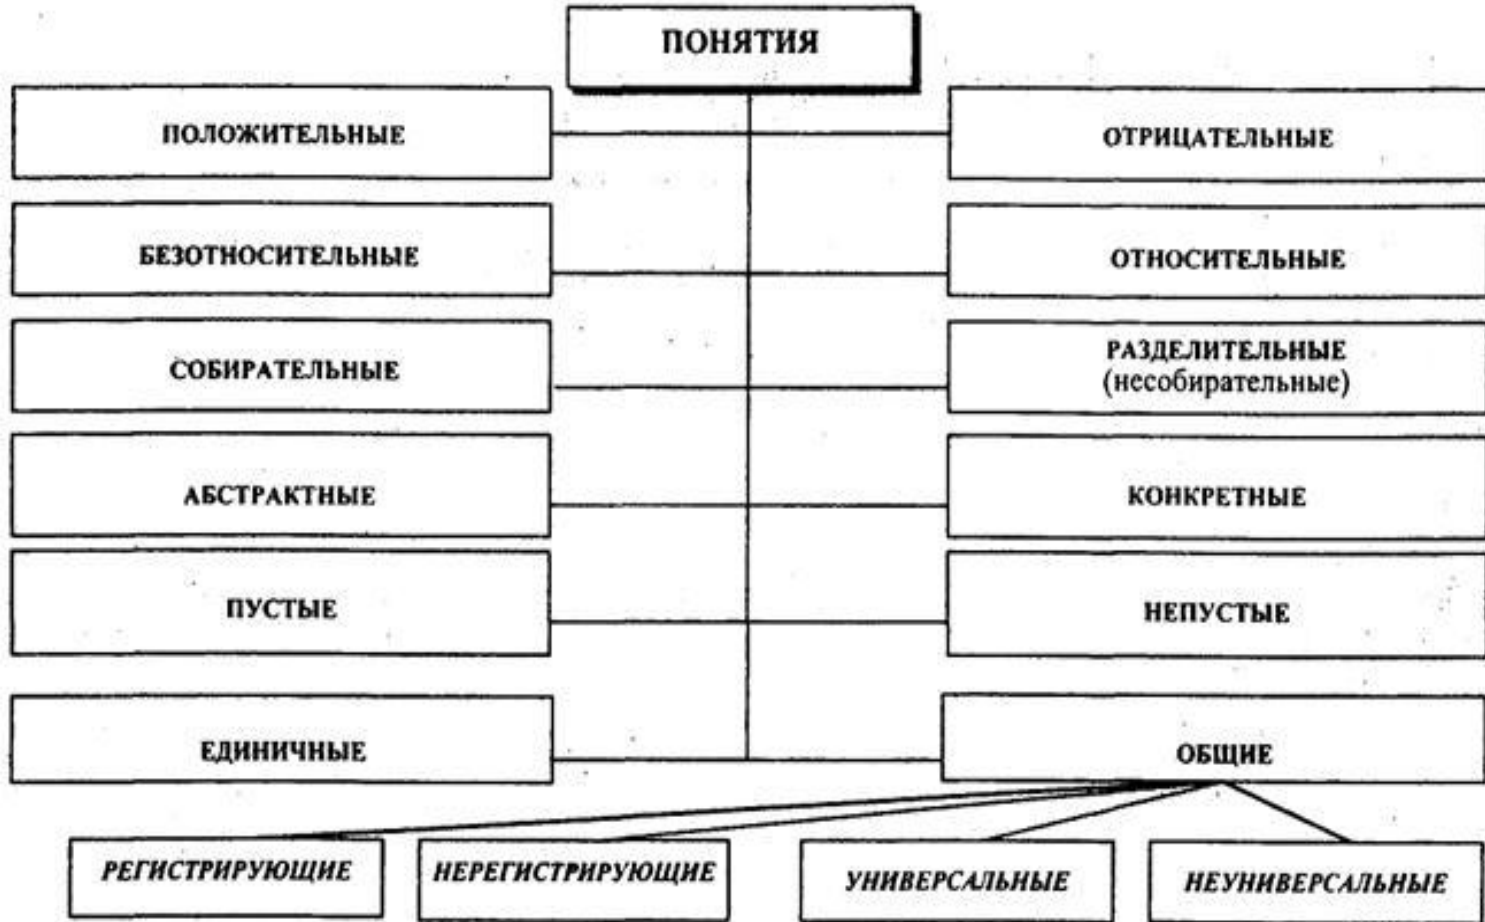 ПОНЯТИЯ
ПОЛОЖИТЕЛЬНЫЕ
ОТРИЦАТЕЛЬНЫЕ
БЕЗОТНОСИТЕЛЬНЫЕ
ОТНОСИТЕЛЬНЫЕ
СОБИРАТЕЛЬНЫЕ
РАЗДЕЛИТЕЛЬНЫЕ
(несобирательные)
АБСТРАКТНЫЕ
КОНКРЕТНЫЕ
ПУСТЫЕ
НЕПУСТЫЕ
ЕДИНИЧНЫЕ
ОБЩИЕ
РЕГИСТРИРУЮЩИЕ
НЕРЕГИСТРИРУЮЩИЕ
УНИВЕРСАЛЬНЫЕ
НЕУНИВЕРСАЛЬНЫЕ